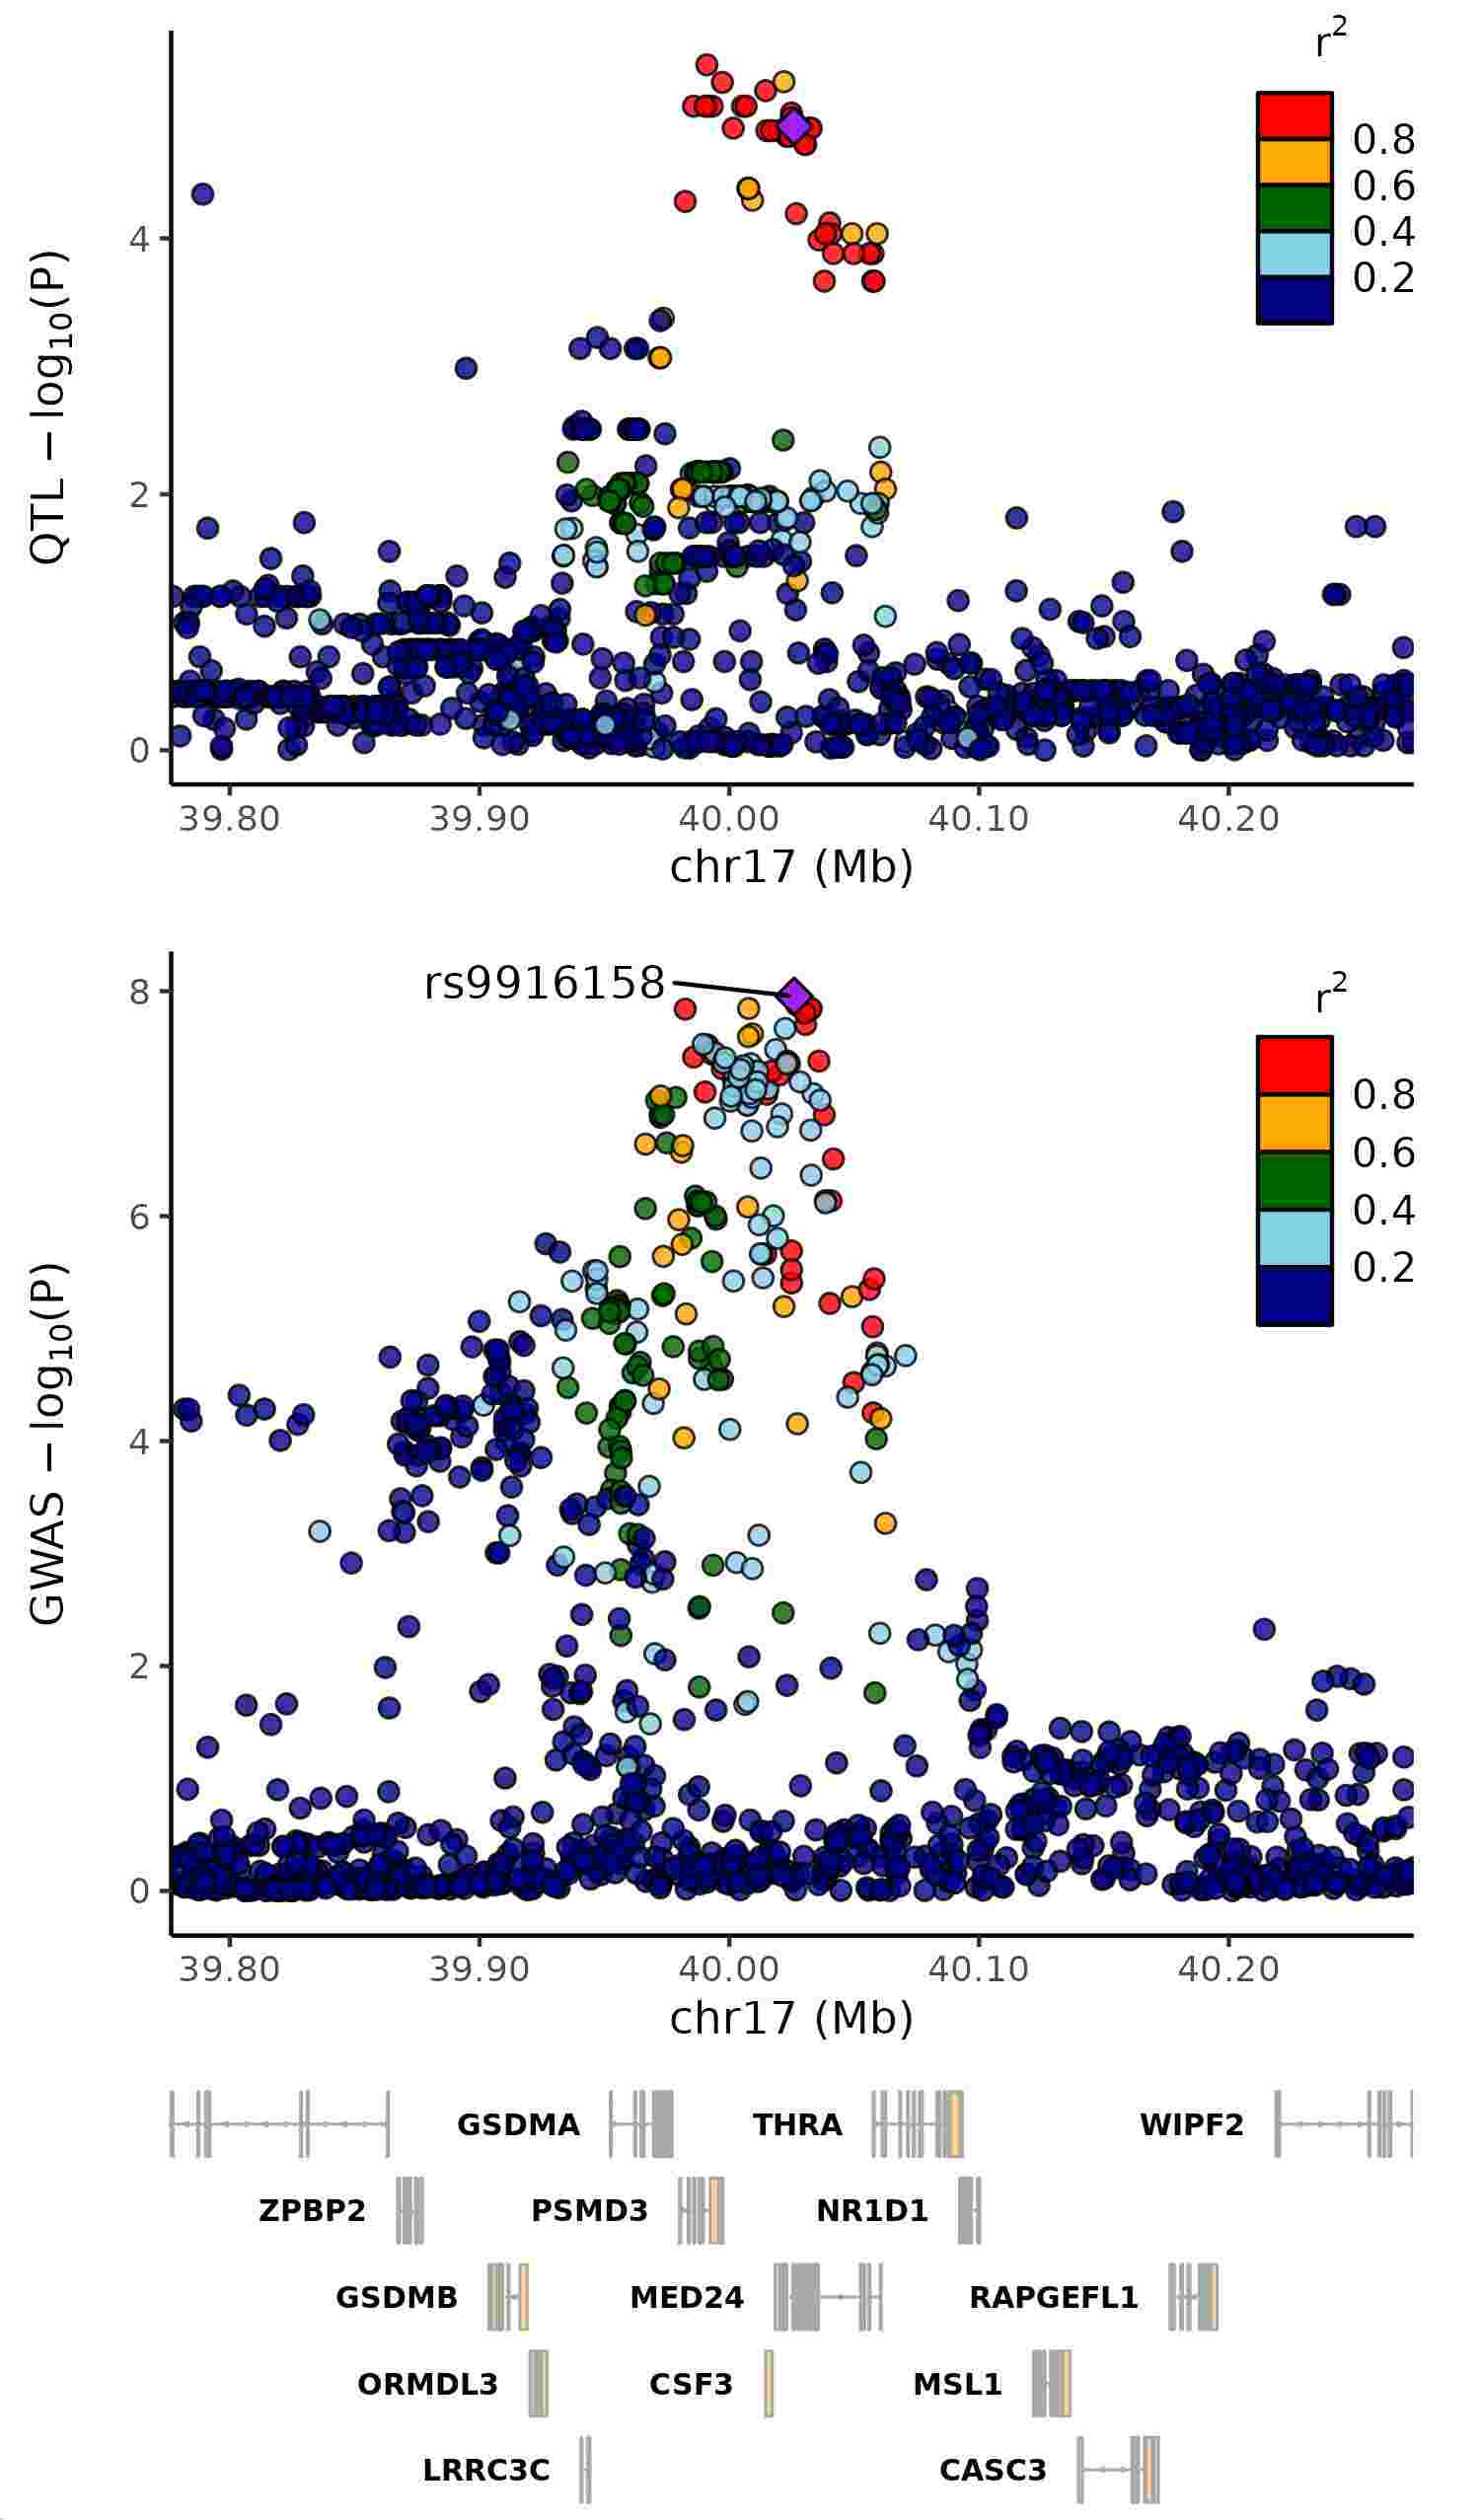 r2
QTL −log10(P)
4
2
0
0.8
0.6
0.4
0.2
39.80 39.90 40.00 40.10 40.20
chr17 (Mb)
rs9916158
r2
GWAS −log10(P)
8
6
4
2
0
0.8
0.6
0.4
0.2
39.80 39.90 40.00 40.10 40.20
chr17 (Mb)
GSDMA THRA WIPF2
ZPBP2 PSMD3 NR1D1
GSDMB MED24 RAPGEFL1
ORMDL3 CSF3 MSL1
LRRC3C CASC3